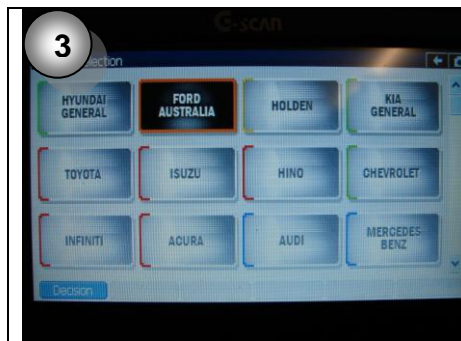 G-scan
3
ection
HYUNDAI
GENERAL
FORD
AUSTRALIA
HOLDEN
KIA
GENERAL
TOYOTA
ISUZU
HINO
CHEVROLET
INFINITI
ACURA
AUDI
MERCEDES
BENZ
Decision